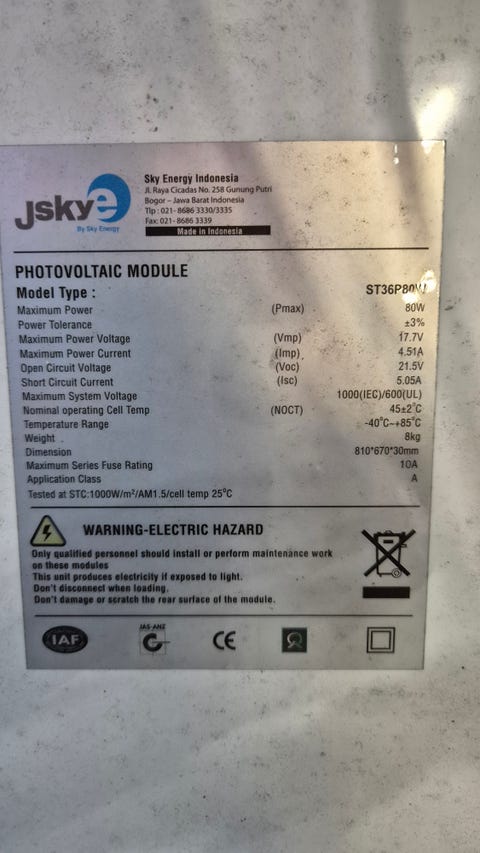 jskye
By Sky Energy
Sky Energy Indonesia
Jl. Raya Cicadas No. 258 Gunung Putri
Bogor – Jawa Barat Indonesia
Tlp : 021- 8686 3330/3335
Fax: 021- 8686 3339
Made in Indonesia
PHOTOVOLTAIC MODULE
Model Type : ST36P80W
Maximum Power (Pmax) 80W
Power Tolerance ±3%
Maximum Power Voltage (Vmp) 17.7V
Maximum Power Current (Imp) 4.51A
Open Circuit Voltage (Voc) 21.5V
Short Circuit Current (Isc) 5.05A
Maximum System Voltage 1000(IEC)/600(UL)
Nominal operating Cell Temp (NOCT) 45±2°C
Temperature Range -40°C~+85°C
Weight 8kg
Dimension 810*670*30mm
Maximum Series Fuse Rating 10A
Application Class A
Tested at STC:1000W/m²/AM1.5/cell temp 25°C
WARNING-ELECTRIC HAZARD
Only qualified personnel should install or perform maintenance work
on these modules
This unit produces electricity if exposed to light.
Don't disconnect when loading.
Don't damage or scratch the rear surface of the module.
IAF
JAS-ANZ
CE